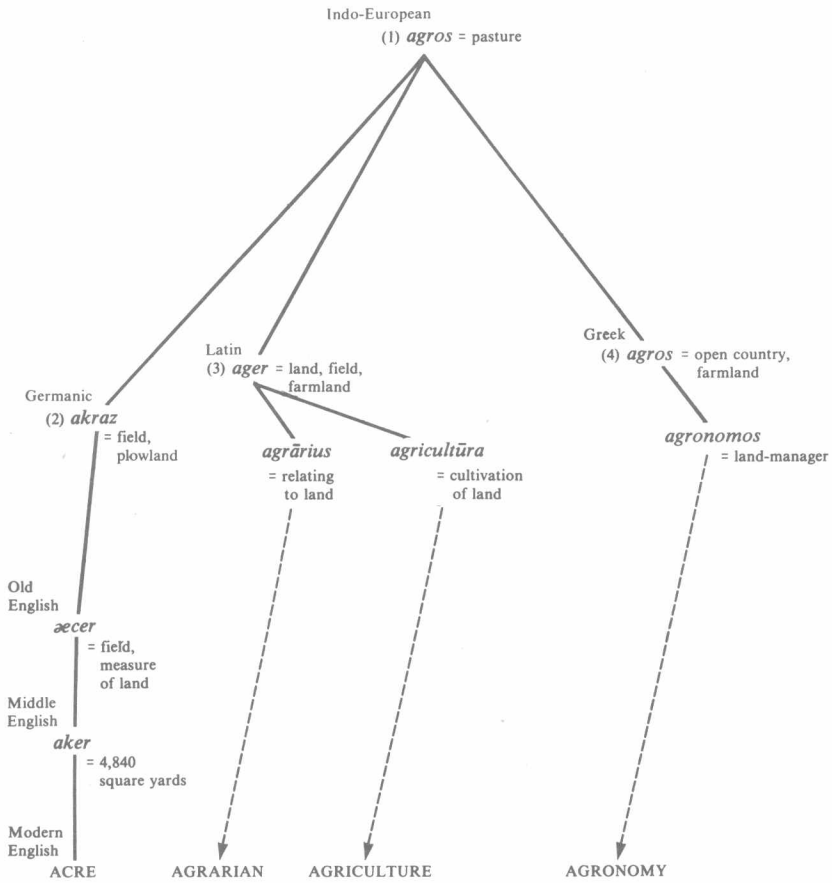 Indo-European
(1) agros = pasture
Greek
(4) agros = open country,
farmland
Latin
(3) ager = land, field,
farmland
Germanic
(2) akraz
= field,
plowland
agrārius
= relating
to land
agricultūra
= cultivation
of land
agronomos
= land-manager
Old
English
æcer
= field,
measure
of land
Middle
English
aker
= 4,840
square yards
Modern
English
ACRE AGRARIAN AGRICULTURE AGRONOMY